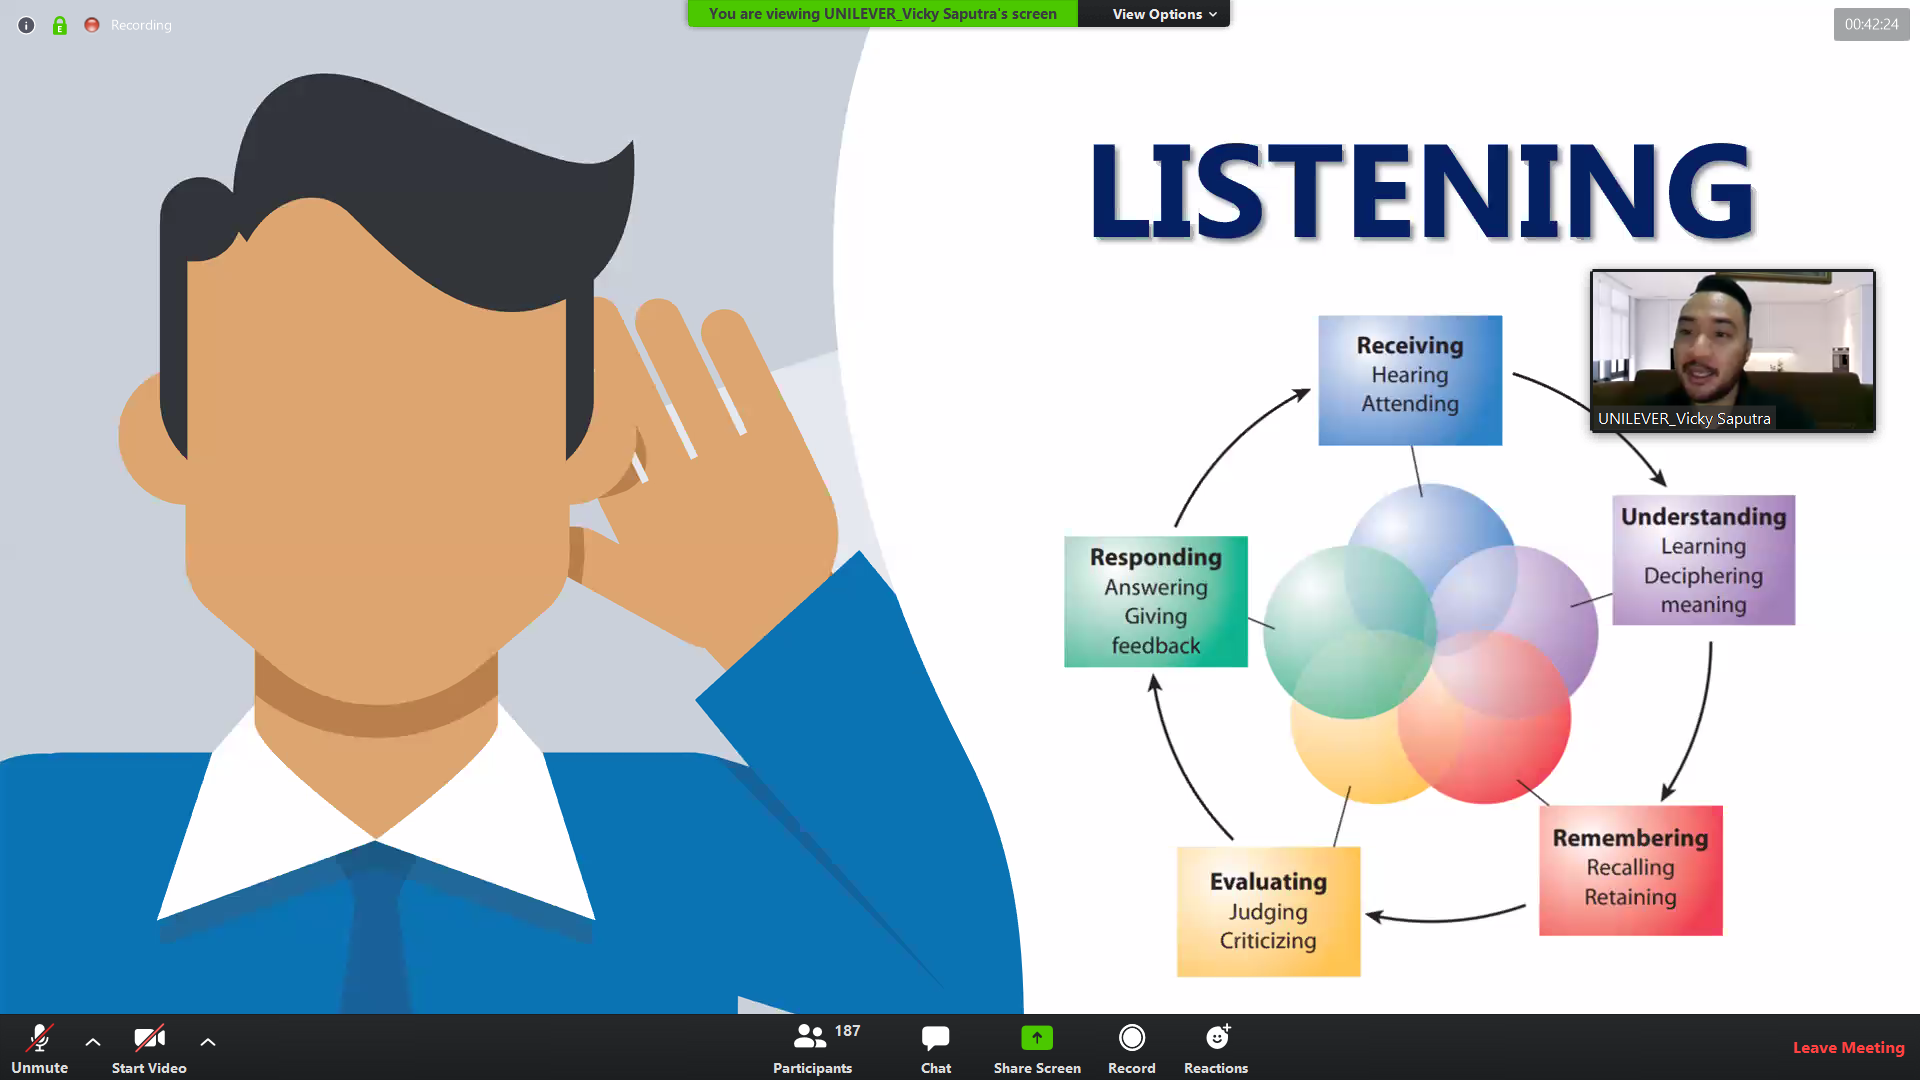 Recording
You are viewing UNILEVER_Vicky Saputra's screen
View Options
00:42:24
LISTENING
Receiving
Hearing
Attending
UNILEVER_Vicky Saputra
Understanding
Learning
Deciphering
meaning
Remembering
Recalling
Retaining
Evaluating
Judging
Criticizing
Responding
Answering
Giving
feedback
Unmute
Start Video
187
Participants
Chat
Share Screen
Record
Reactions
Leave Meeting